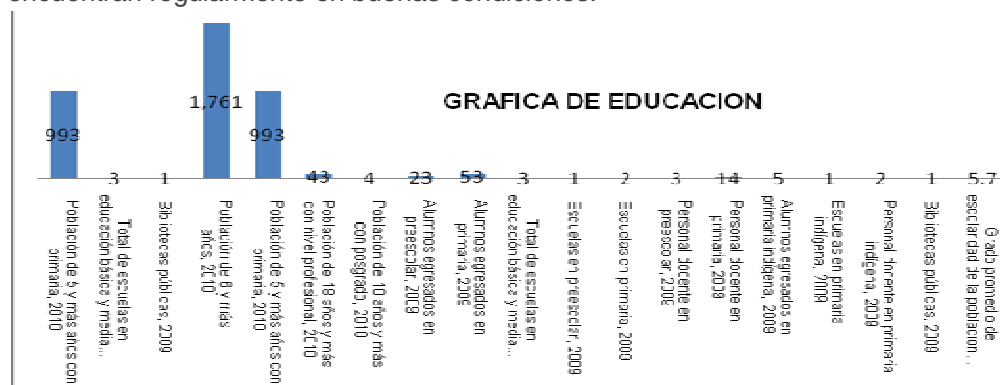 encuentran regularmente en buenas condiciones.
GRAFICA DE EDUCACION
993
3
1
1,761
993
43
4
23
53
3
1
2
3
14
5
1
2
1
5.7
Población de 5 y más años con
primaria, 2010
Total de escuelas en
educación básica y media...
Bibliotecas públicas, 2009
Población de 6 y más
años, 2010
Población de 5 y más años con
primaria, 2010
Población de 18 años y más
con nivel profesional, 2010
Población de 18 años y más
con posgrado, 2010
Alumnos egresados en
preescolar, 2009
Alumnos egresados en
primaria, 2009
Total de escuelas en
educación básica y media...
Escuelas en preescolar, 2009
Escuelas en primaria, 2009
Personal docente en
preescolar, 2009
Personal docente en
primaria, 2009
Alumnos egresados en
primaria indígena, 2009
Escuelas en primaria
indígena, 2009
Personal docente en primaria
indígena, 2009
Bibliotecas públicas, 2009
Grado promedio de
escolaridad de la población...